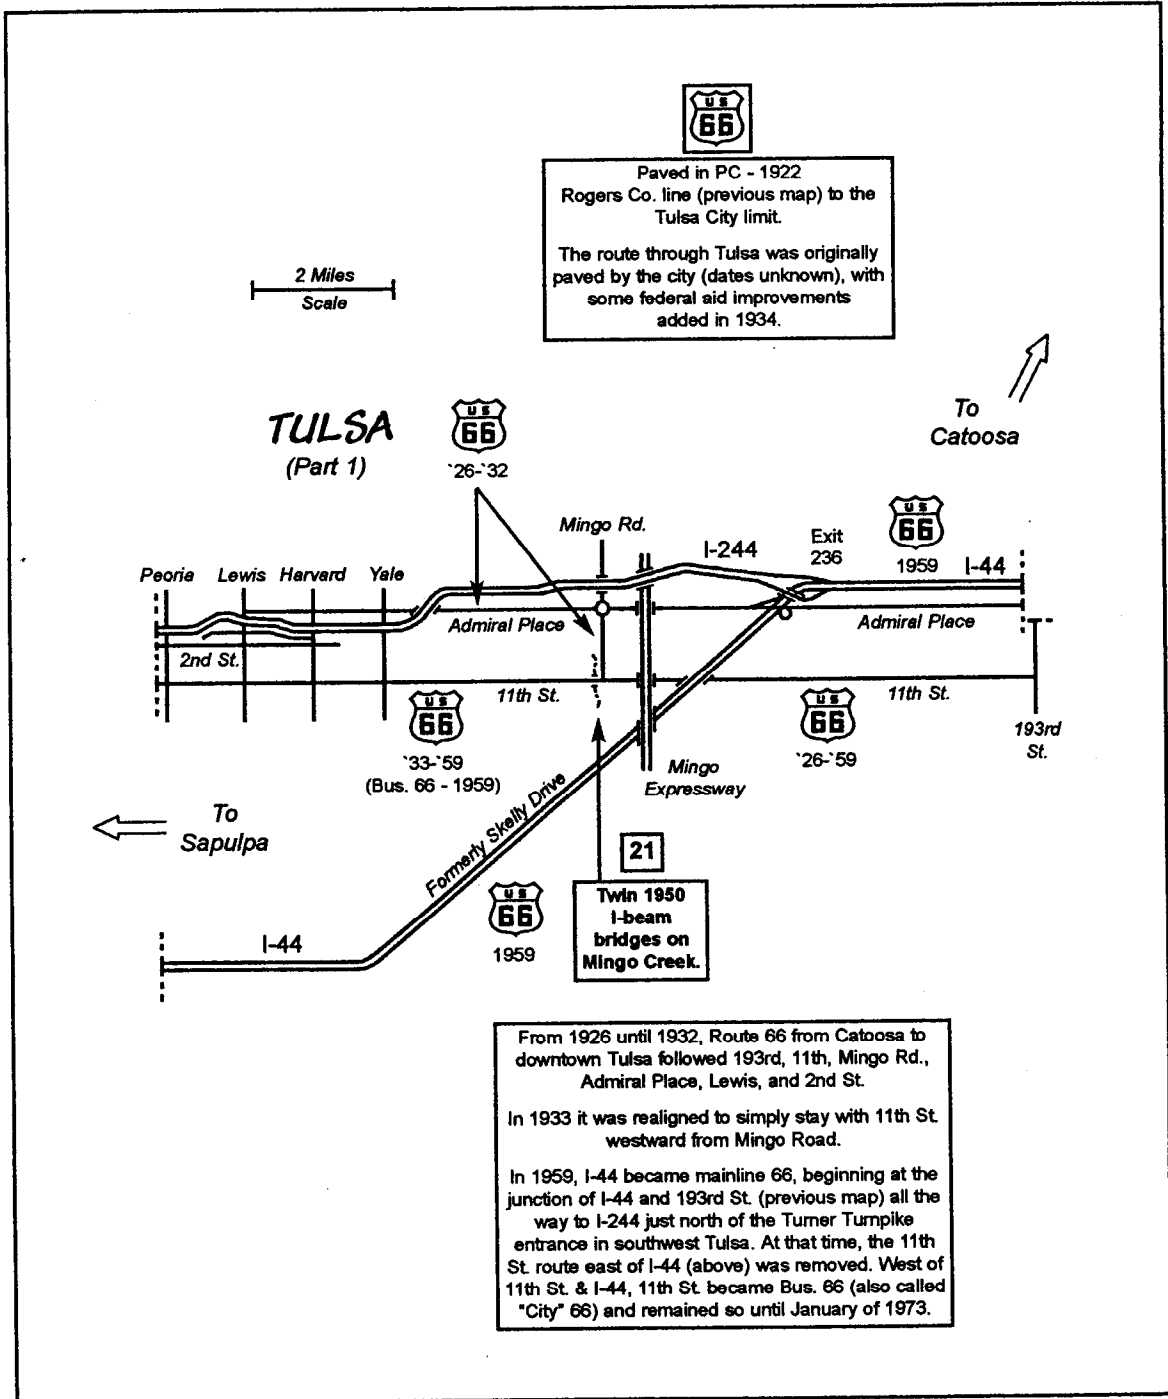 US
66
Paved in PC - 1922
Rogers Co. line (previous map) to the
Tulsa City limit.
The route through Tulsa was originally
paved by the city (dates unknown), with
some federal aid improvements
added in 1934.
2 Miles
Scale
To
Catoosa
TULSA
(Part 1)
US
66
`26-`32
Mingo Rd.
I-244
Exit
236
US
66
1959
I-44
Peoria
Lewis
Harvard
Yale
Admiral Place
Admiral Place
2nd St.
11th St.
11th St.
US
66
`33-`59
(Bus. 66 - 1959)
US
66
`26-`59
193rd
St.
Mingo
Expressway
To
Sapulpa
Formerly Skelly Drive
21
Twin 1950
I-beam
bridges on
Mingo Creek.
US
66
1959
I-44
From 1926 until 1932, Route 66 from Catoosa to
downtown Tulsa followed 193rd, 11th, Mingo Rd.,
Admiral Place, Lewis, and 2nd St.
In 1933 it was realigned to simply stay with 11th St.
westward from Mingo Road.
In 1959, I-44 became mainline 66, beginning at the
junction of I-44 and 193rd St. (previous map) all the
way to I-244 just north of the Turner Turnpike
entrance in southwest Tulsa. At that time, the 11th
St. route east of I-44 (above) was removed. West of
11th St. & I-44, 11th St. became Bus. 66 (also called
"City" 66) and remained so until January of 1973.